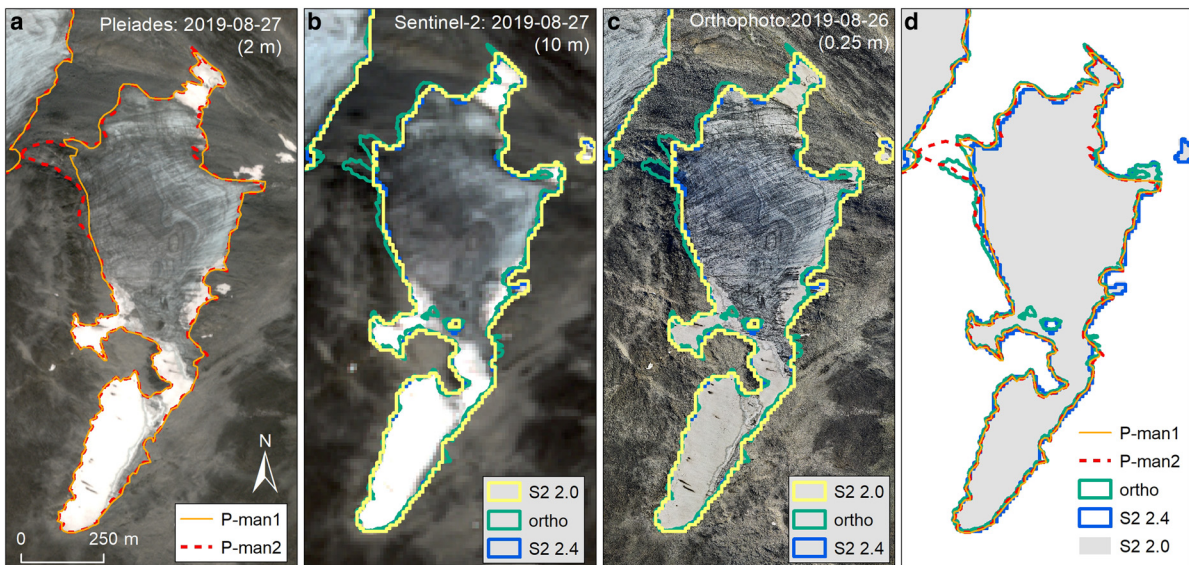 a
Pleiades: 2019-08-27
(2 m)
N
0
250 m
P-man1
P-man2
b
Sentinel-2: 2019-08-27
(10 m)
S2 2.0
ortho
S2 2.4
c
Orthophoto:2019-08-26
(0.25 m)
S2 2.0
ortho
S2 2.4
d
P-man1
P-man2
ortho
S2 2.4
S2 2.0